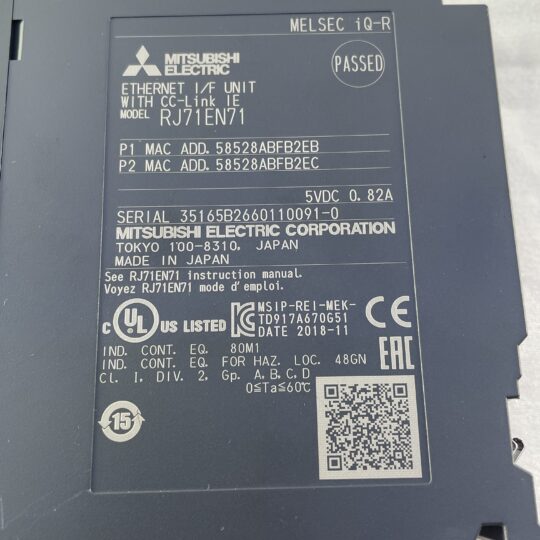 MELSEC iQ-R
MITSUBISHI
ELECTRIC
PASSED
ETHERNET I/F UNIT
WITH CC-Link IE
MODEL RJ71EN71
P1 MAC ADD. 58528ABFB2EB
P2 MAC ADD. 58528ABFB2EC
5VDC 0.82A
SERIAL 35165B2660110091-0
MITSUBISHI ELECTRIC CORPORATION
TOKYO 100-8310, JAPAN
MADE IN JAPAN
See RJ71EN71 instruction manual.
Voyez RJ71EN71 mode d'emploi.
C UL US LISTED
MSIP-REI-MEK-
TD917A670G51
DATE 2018-11
CE
IND. CONT. EQ. 80M1
IND. CONT. EQ. FOR HAZ. LOC. 48GN
CL. I, DIV. 2, Gp. A, B, C, D
0≦Ta≦60℃
EAC
15